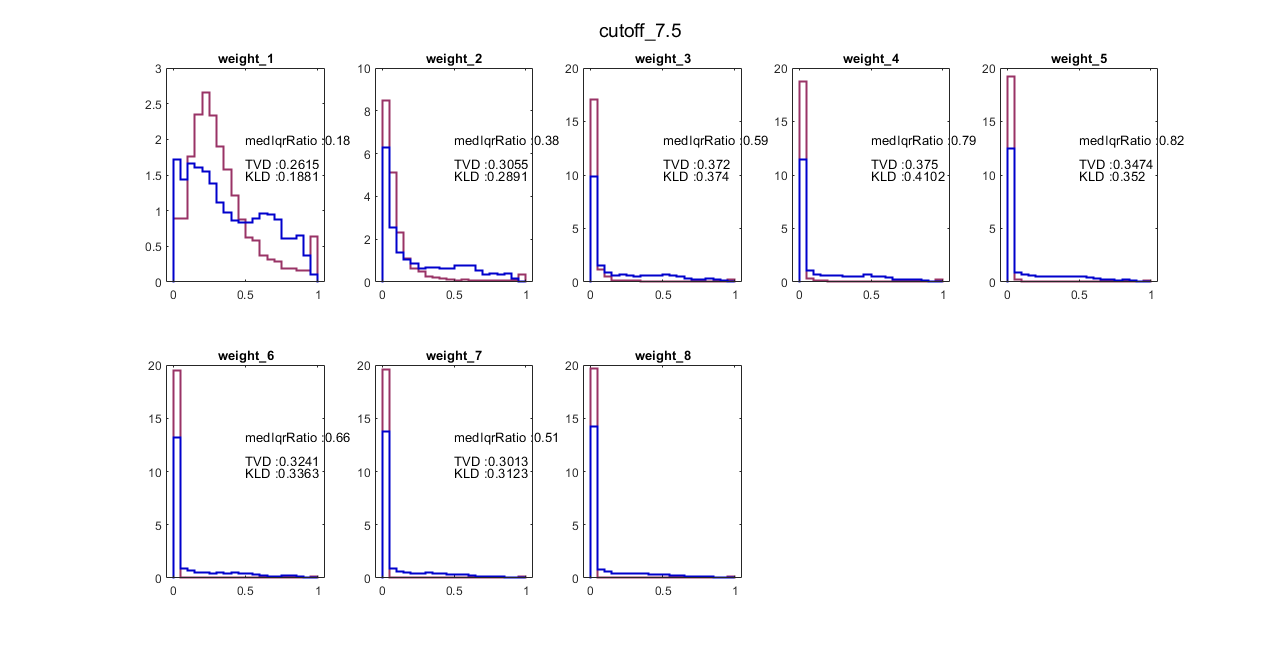 cutoff_7.5
weight_1
3
2.5
2
1.5
1
0.5
0
0
0.5
1
medIqrRatio :0.18
TVD :0.2615
KLD :0.1881
weight_2
10
8
6
4
2
0
0
0.5
1
medIqrRatio :0.38
TVD :0.3055
KLD :0.2891
weight_3
20
15
10
5
0
0
0.5
1
medIqrRatio :0.59
TVD :0.372
KLD :0.374
weight_4
20
15
10
5
0
0
0.5
1
medIqrRatio :0.79
TVD :0.375
KLD :0.4102
weight_5
20
15
10
5
0
0
0.5
1
medIqrRatio :0.82
TVD :0.3474
KLD :0.352
weight_6
20
15
10
5
0
0
0.5
1
medIqrRatio :0.66
TVD :0.3241
KLD :0.3363
weight_7
20
15
10
5
0
0
0.5
1
medIqrRatio :0.51
TVD :0.3013
KLD :0.3123
weight_8
20
15
10
5
0
0
0.5
1